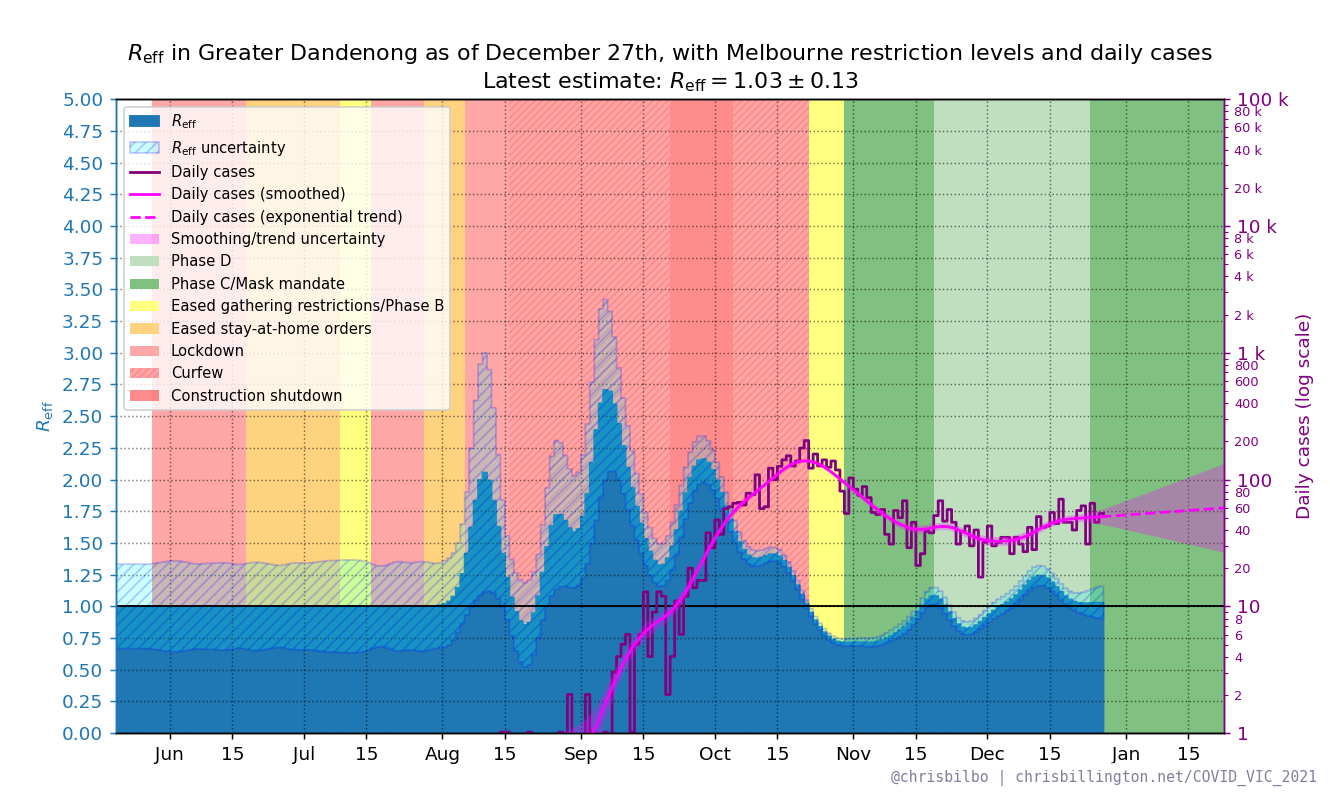 R_eff in Greater Dandenong as of December 27th, with Melbourne restriction levels and daily cases
Latest estimate: R_eff = 1.03 ± 0.13
5.00
4.75
4.50
4.25
4.00
3.75
3.50
3.25
3.00
2.75
2.50
2.25
2.00
1.75
1.50
1.25
1.00
0.75
0.50
0.25
0.00
R_eff
R_eff
R_eff uncertainty
Daily cases
Daily cases (smoothed)
Daily cases (exponential trend)
Smoothing/trend uncertainty
Phase D
Phase C/Mask mandate
Eased gathering restrictions/Phase B
Eased stay-at-home orders
Lockdown
Curfew
Construction shutdown
100 k
80 k
60 k
40 k
20 k
10 k
8 k
6 k
4 k
2 k
1 k
800
600
400
200
100
80
60
40
20
10
8
6
4
2
1
Daily cases (log scale)
Jun 15 Jul 15 Aug 15 Sep 15 Oct 15 Nov 15 Dec 15 Jan 15
@chrisbilbo | chrisbillington.net/COVID_VIC_2021